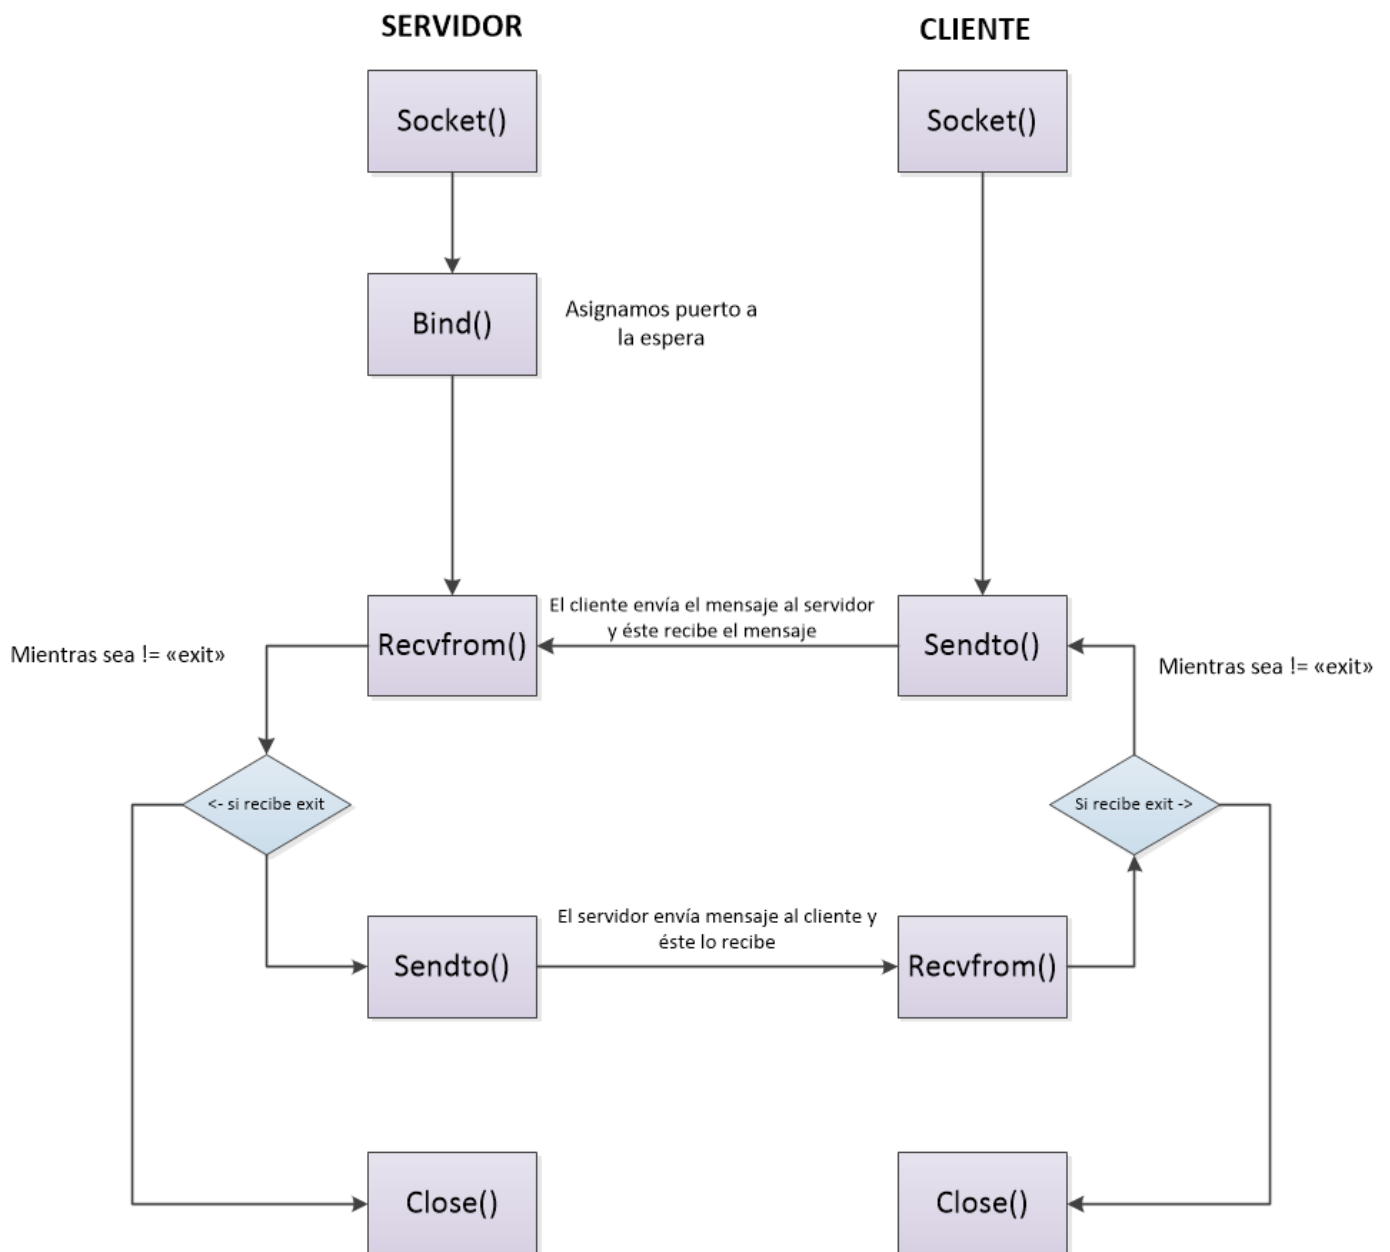 SERVIDOR
CLIENTE
Socket()
Socket()
Bind()
Asignamos puerto a
la espera
El cliente envía el mensaje al servidor
y éste recibe el mensaje
Recvfrom()
Sendto()
Mientras sea != «exit»
Mientras sea != «exit»
<- si recibe exit
Si recibe exit ->
El servidor envía mensaje al cliente y
éste lo recibe
Sendto()
Recvfrom()
Close()
Close()